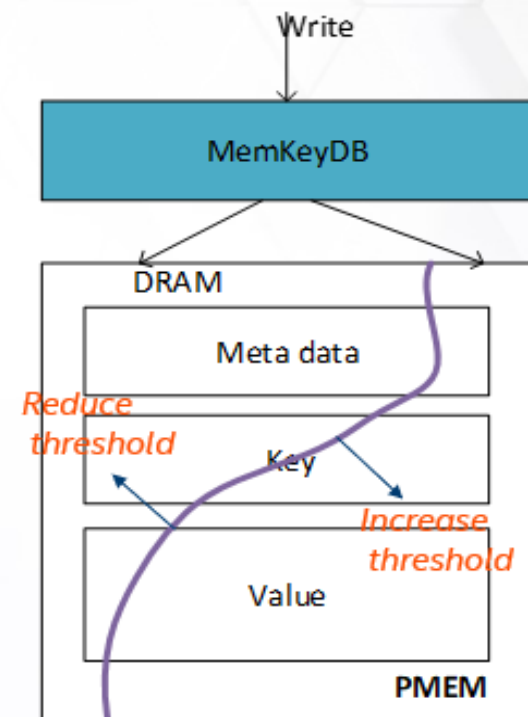 Write
MemKeyDB
DRAM
Meta data
Reduce
threshold
Key
Increase
threshold
Value
PMEM